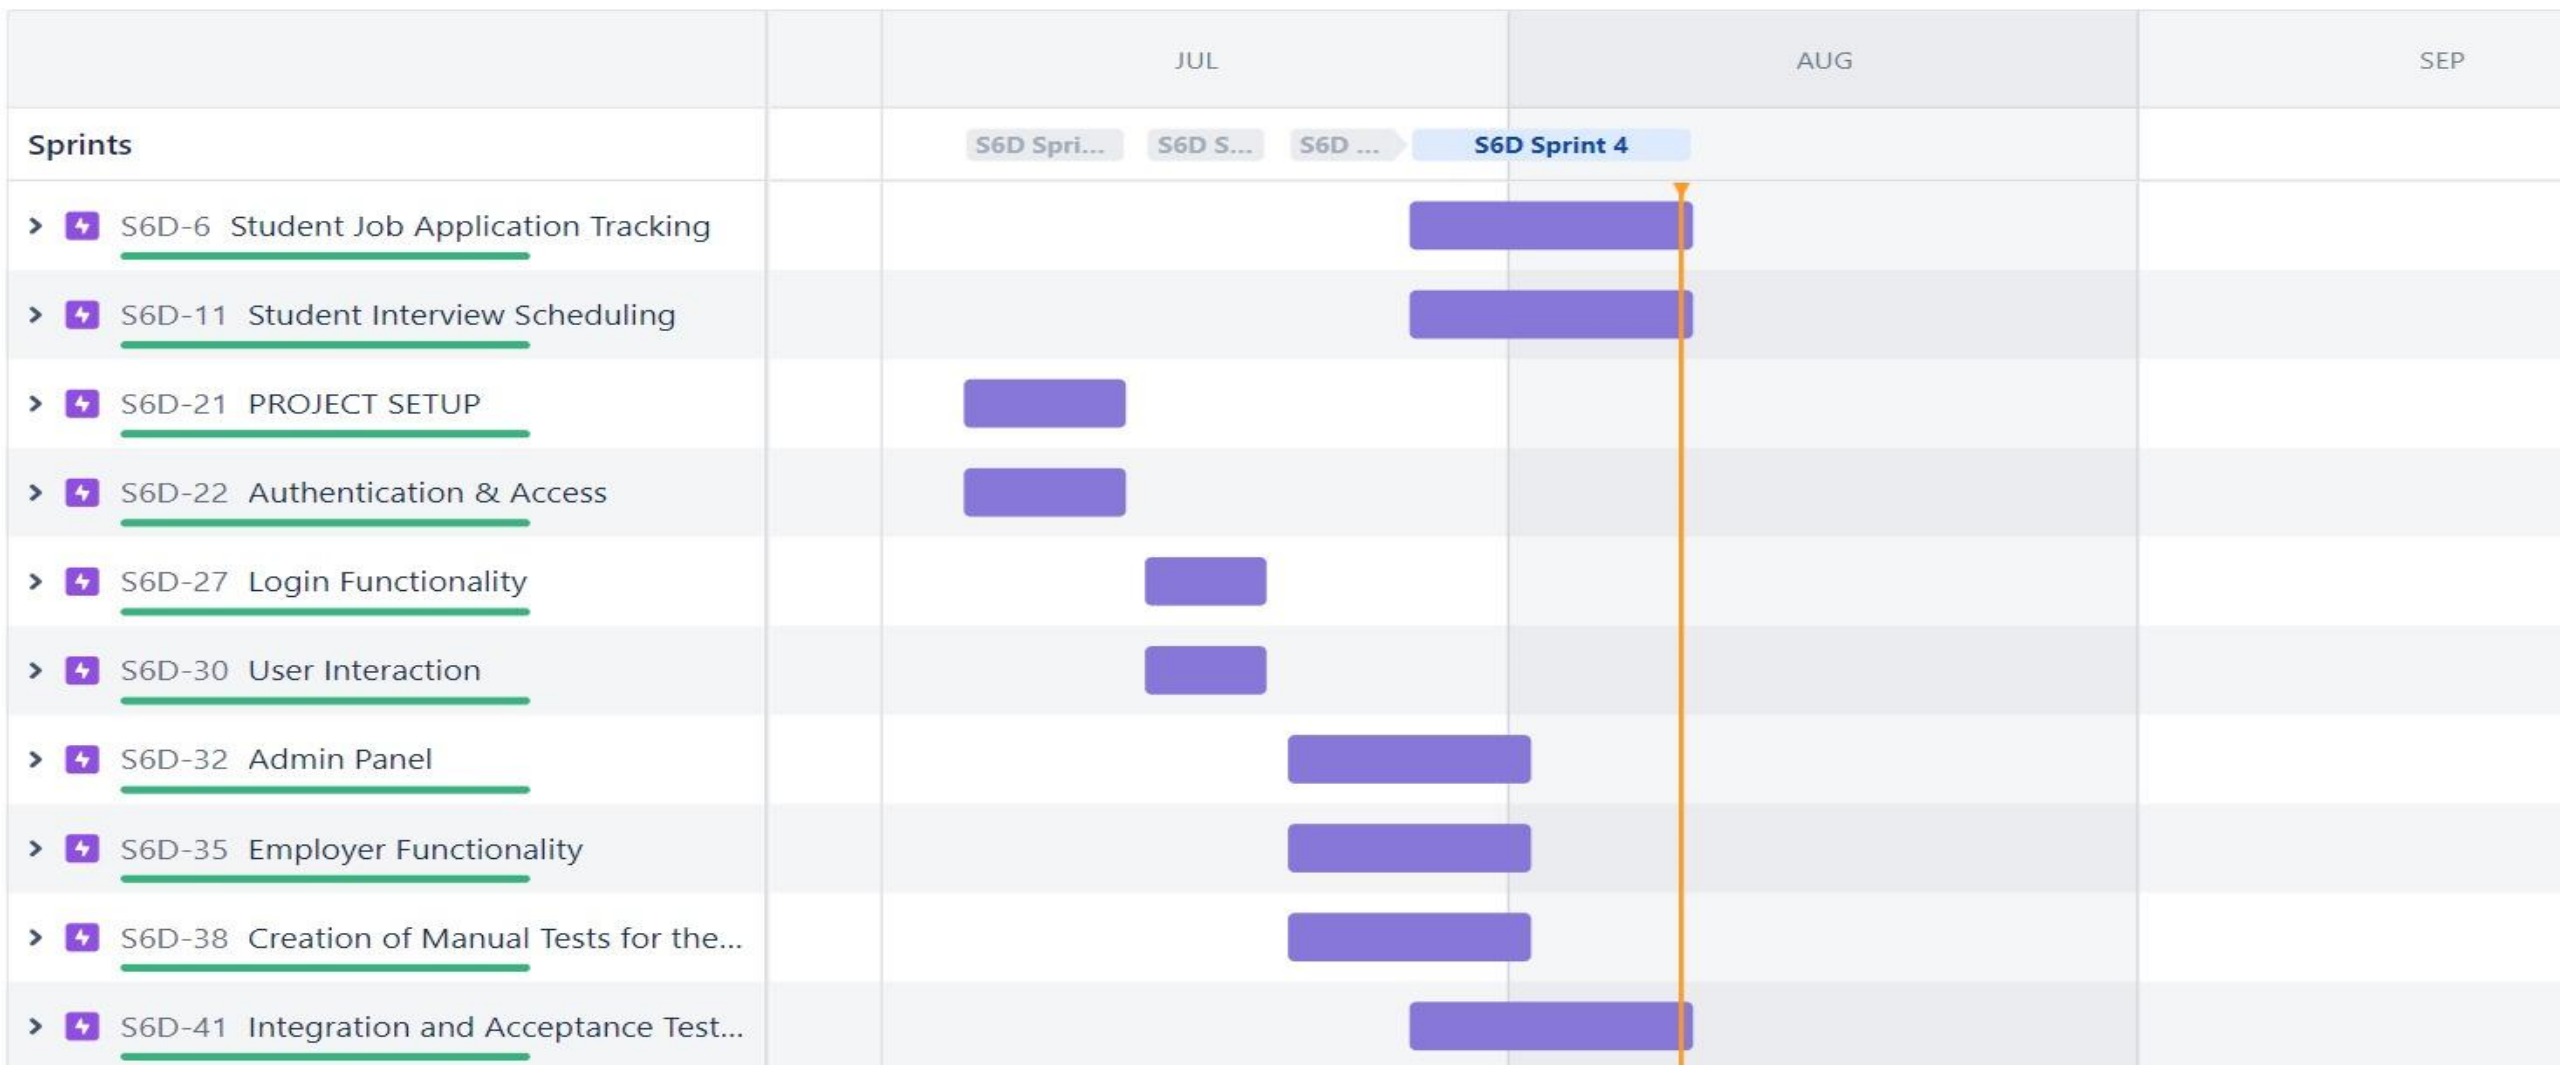 JUL AUG SEP
Sprints S6D Spri... S6D S... S6D ... S6D Sprint 4
S6D-6 Student Job Application Tracking
S6D-11 Student Interview Scheduling
S6D-21 PROJECT SETUP
S6D-22 Authentication & Access
S6D-27 Login Functionality
S6D-30 User Interaction
S6D-32 Admin Panel
S6D-35 Employer Functionality
S6D-38 Creation of Manual Tests for the...
S6D-41 Integration and Acceptance Test...